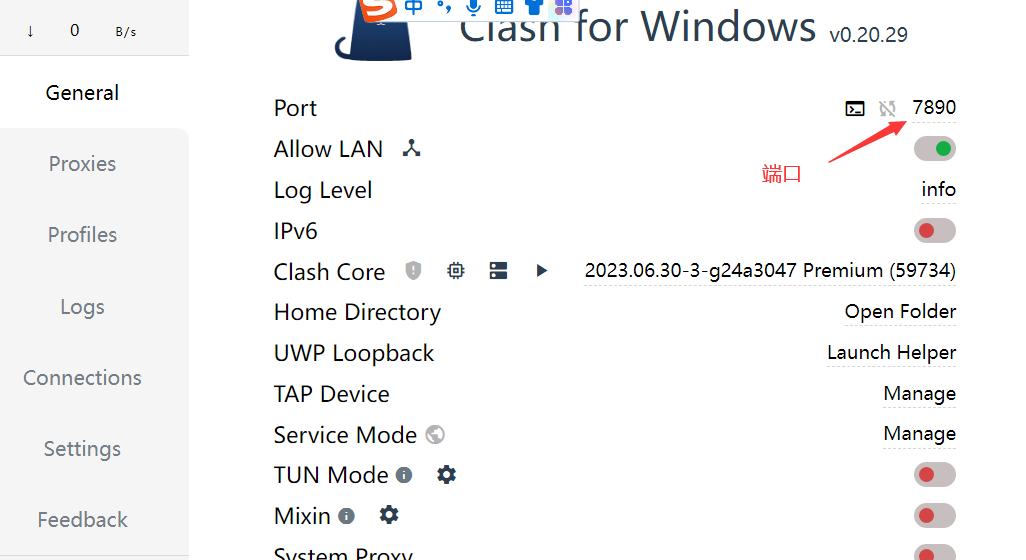 中
Clash for Windows v0.20.29
↓ 0 B/s
General
Proxies
Profiles
Logs
Connections
Settings
Feedback
Port 7890
端口
Allow LAN
Log Level info
IPv6
Clash Core 2023.06.30-3-g24a3047 Premium (59734)
Home Directory Open Folder
UWP Loopback Launch Helper
TAP Device Manage
Service Mode Manage
TUN Mode
Mixin
System Proxy